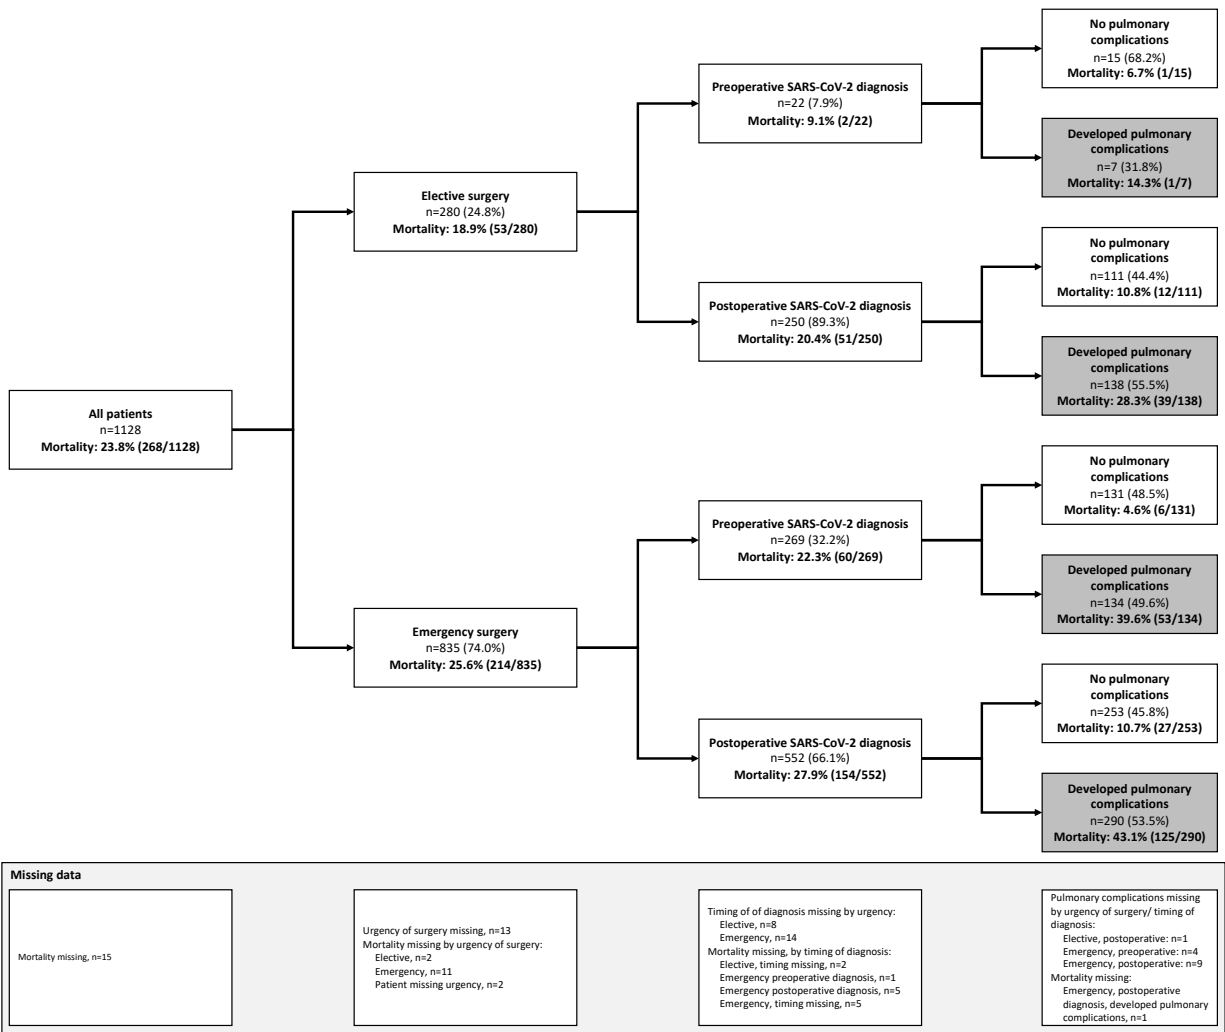 No pulmonary
complications
n=15 (68.2%)
Mortality: 6.7% (1/15)
Preoperative SARS-CoV-2 diagnosis
n=22 (7.9%)
Mortality: 9.1% (2/22)
Developed pulmonary
complications
n=7 (31.8%)
Mortality: 14.3% (1/7)
Elective surgery
n=280 (24.8%)
Mortality: 18.9% (53/280)
No pulmonary
complications
n=111 (44.4%)
Mortality: 10.8% (12/111)
Postoperative SARS-CoV-2 diagnosis
n=250 (89.3%)
Mortality: 20.4% (51/250)
Developed pulmonary
complications
n=138 (55.5%)
Mortality: 28.3% (39/138)
All patients
n=1128
Mortality: 23.8% (268/1128)
No pulmonary
complications
n=131 (48.5%)
Mortality: 4.6% (6/131)
Preoperative SARS-CoV-2 diagnosis
n=269 (32.2%)
Mortality: 22.3% (60/269)
Developed pulmonary
complications
n=134 (49.6%)
Mortality: 39.6% (53/134)
Emergency surgery
n=835 (74.0%)
Mortality: 25.6% (214/835)
No pulmonary
complications
n=253 (45.8%)
Mortality: 10.7% (27/253)
Postoperative SARS-CoV-2 diagnosis
n=552 (66.1%)
Mortality: 27.9% (154/552)
Developed pulmonary
complications
n=290 (53.5%)
Mortality: 43.1% (125/290)
Missing data
Mortality missing, n=15
Urgency of surgery missing, n=13
Mortality missing by urgency of surgery:
Elective, n=2
Emergency, n=11
Patient missing urgency, n=2
Timing of of diagnosis missing by urgency:
Elective, n=8
Emergency, n=14
Mortality missing, by timing of diagnosis:
Elective, timing missing, n=2
Emergency preoperative diagnosis, n=1
Emergency postoperative diagnosis, n=5
Emergency, timing missing, n=5
Pulmonary complications missing
by urgency of surgery/ timing of
diagnosis:
Elective, postoperative: n=1
Emergency, preoperative: n=4
Emergency, postoperative: n=9
Mortality missing:
Emergency, postoperative
diagnosis, developed pulmonary
complications, n=1